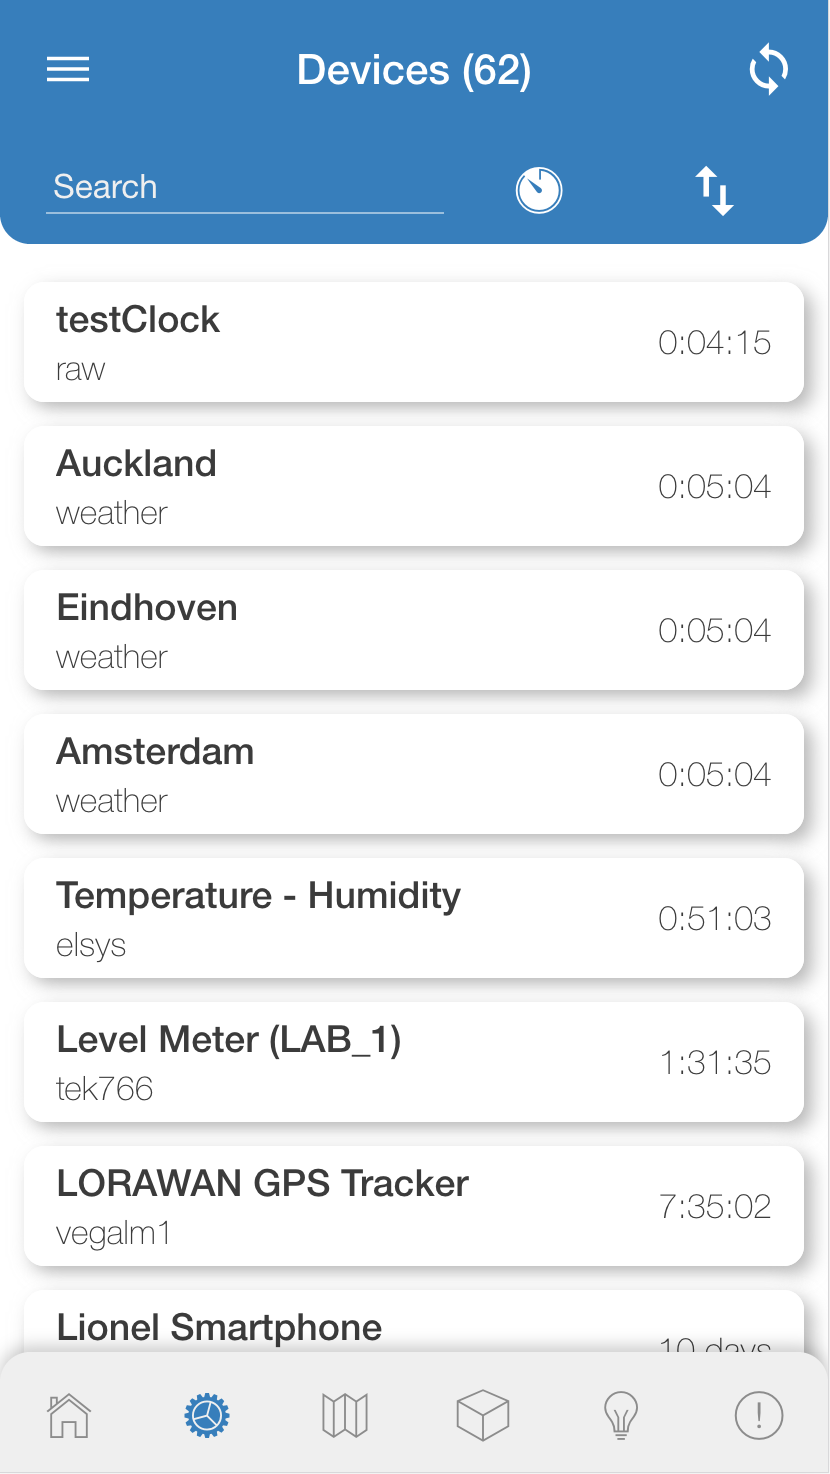 Devices (62)
Search
testClock
raw
0:04:15
Auckland
weather
0:05:04
Eindhoven
weather
0:05:04
Amsterdam
weather
0:05:04
Temperature - Humidity
elsys
0:51:03
Level Meter (LAB_1)
tek766
1:31:35
LORAWAN GPS Tracker
vegalm1
7:35:02
Lionel Smartphone
10 days